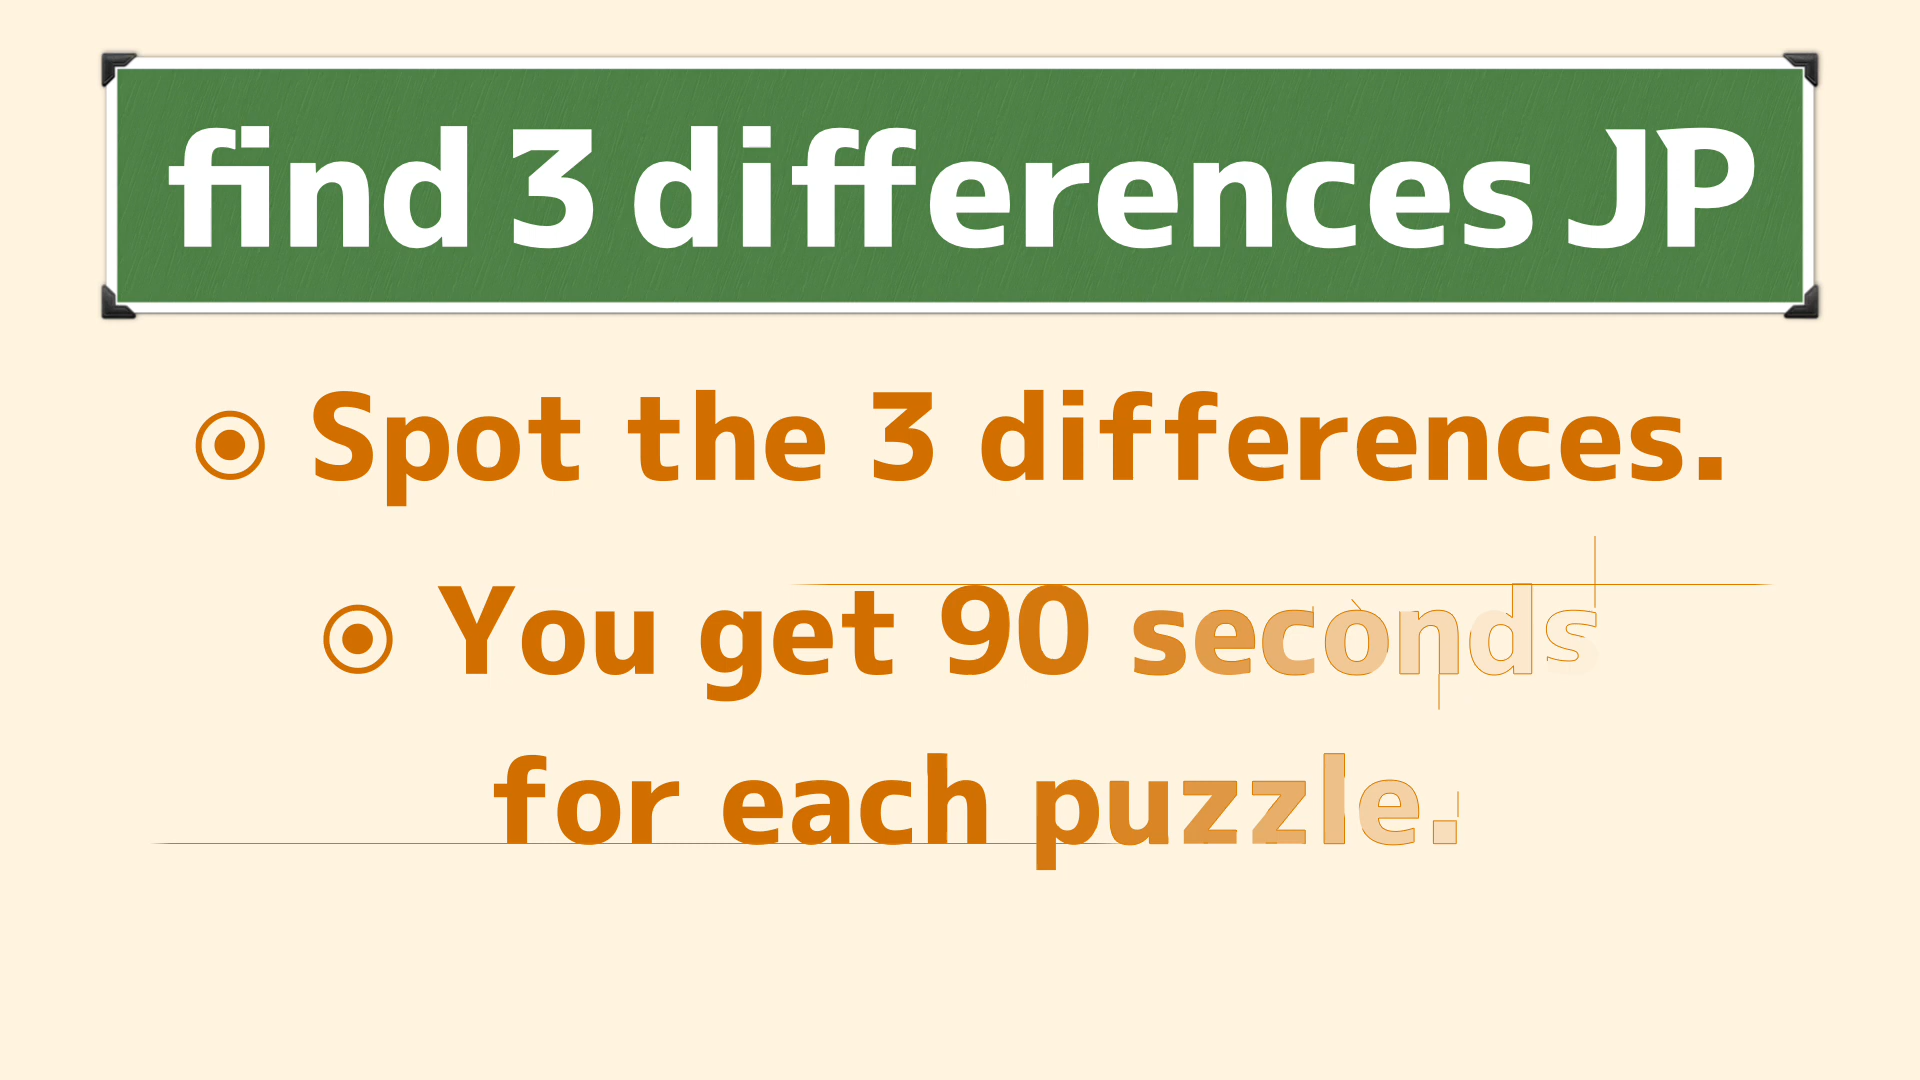 find 3 differences JP
◉ Spot the 3 differences.
◉ You get 90 seconds
for each puzzle.